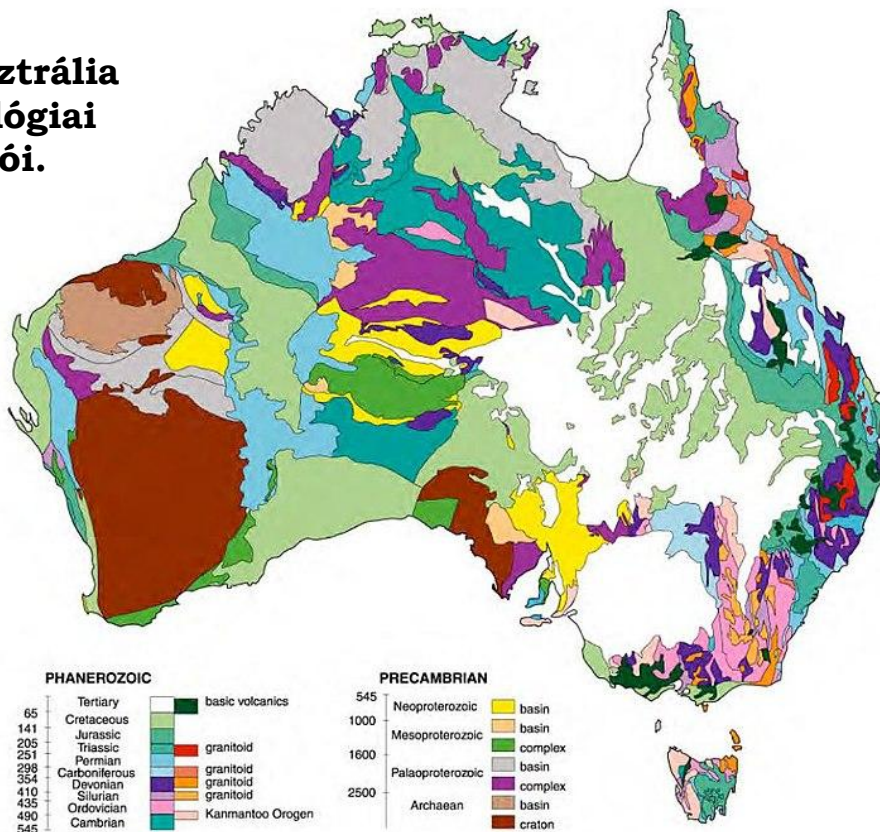 sztrália
lógiai
ói.
PHANEROZOIC
Tertiary
basic volcanics
65
Cretaceous
141
Jurassic
205
Triassic
granitoid
251
Permian
298
Carboniferous
granitoid
354
Devonian
granitoid
410
Silurian
granitoid
435
Ordovician
490
Kanmantoo Orogen
Cambrian
545
PRECAMBRIAN
545
Neoproterozoic
basin
1000
Mesoproterozoic
basin
complex
1600
Palaoproterozoic
basin
complex
2500
Archaean
basin
craton